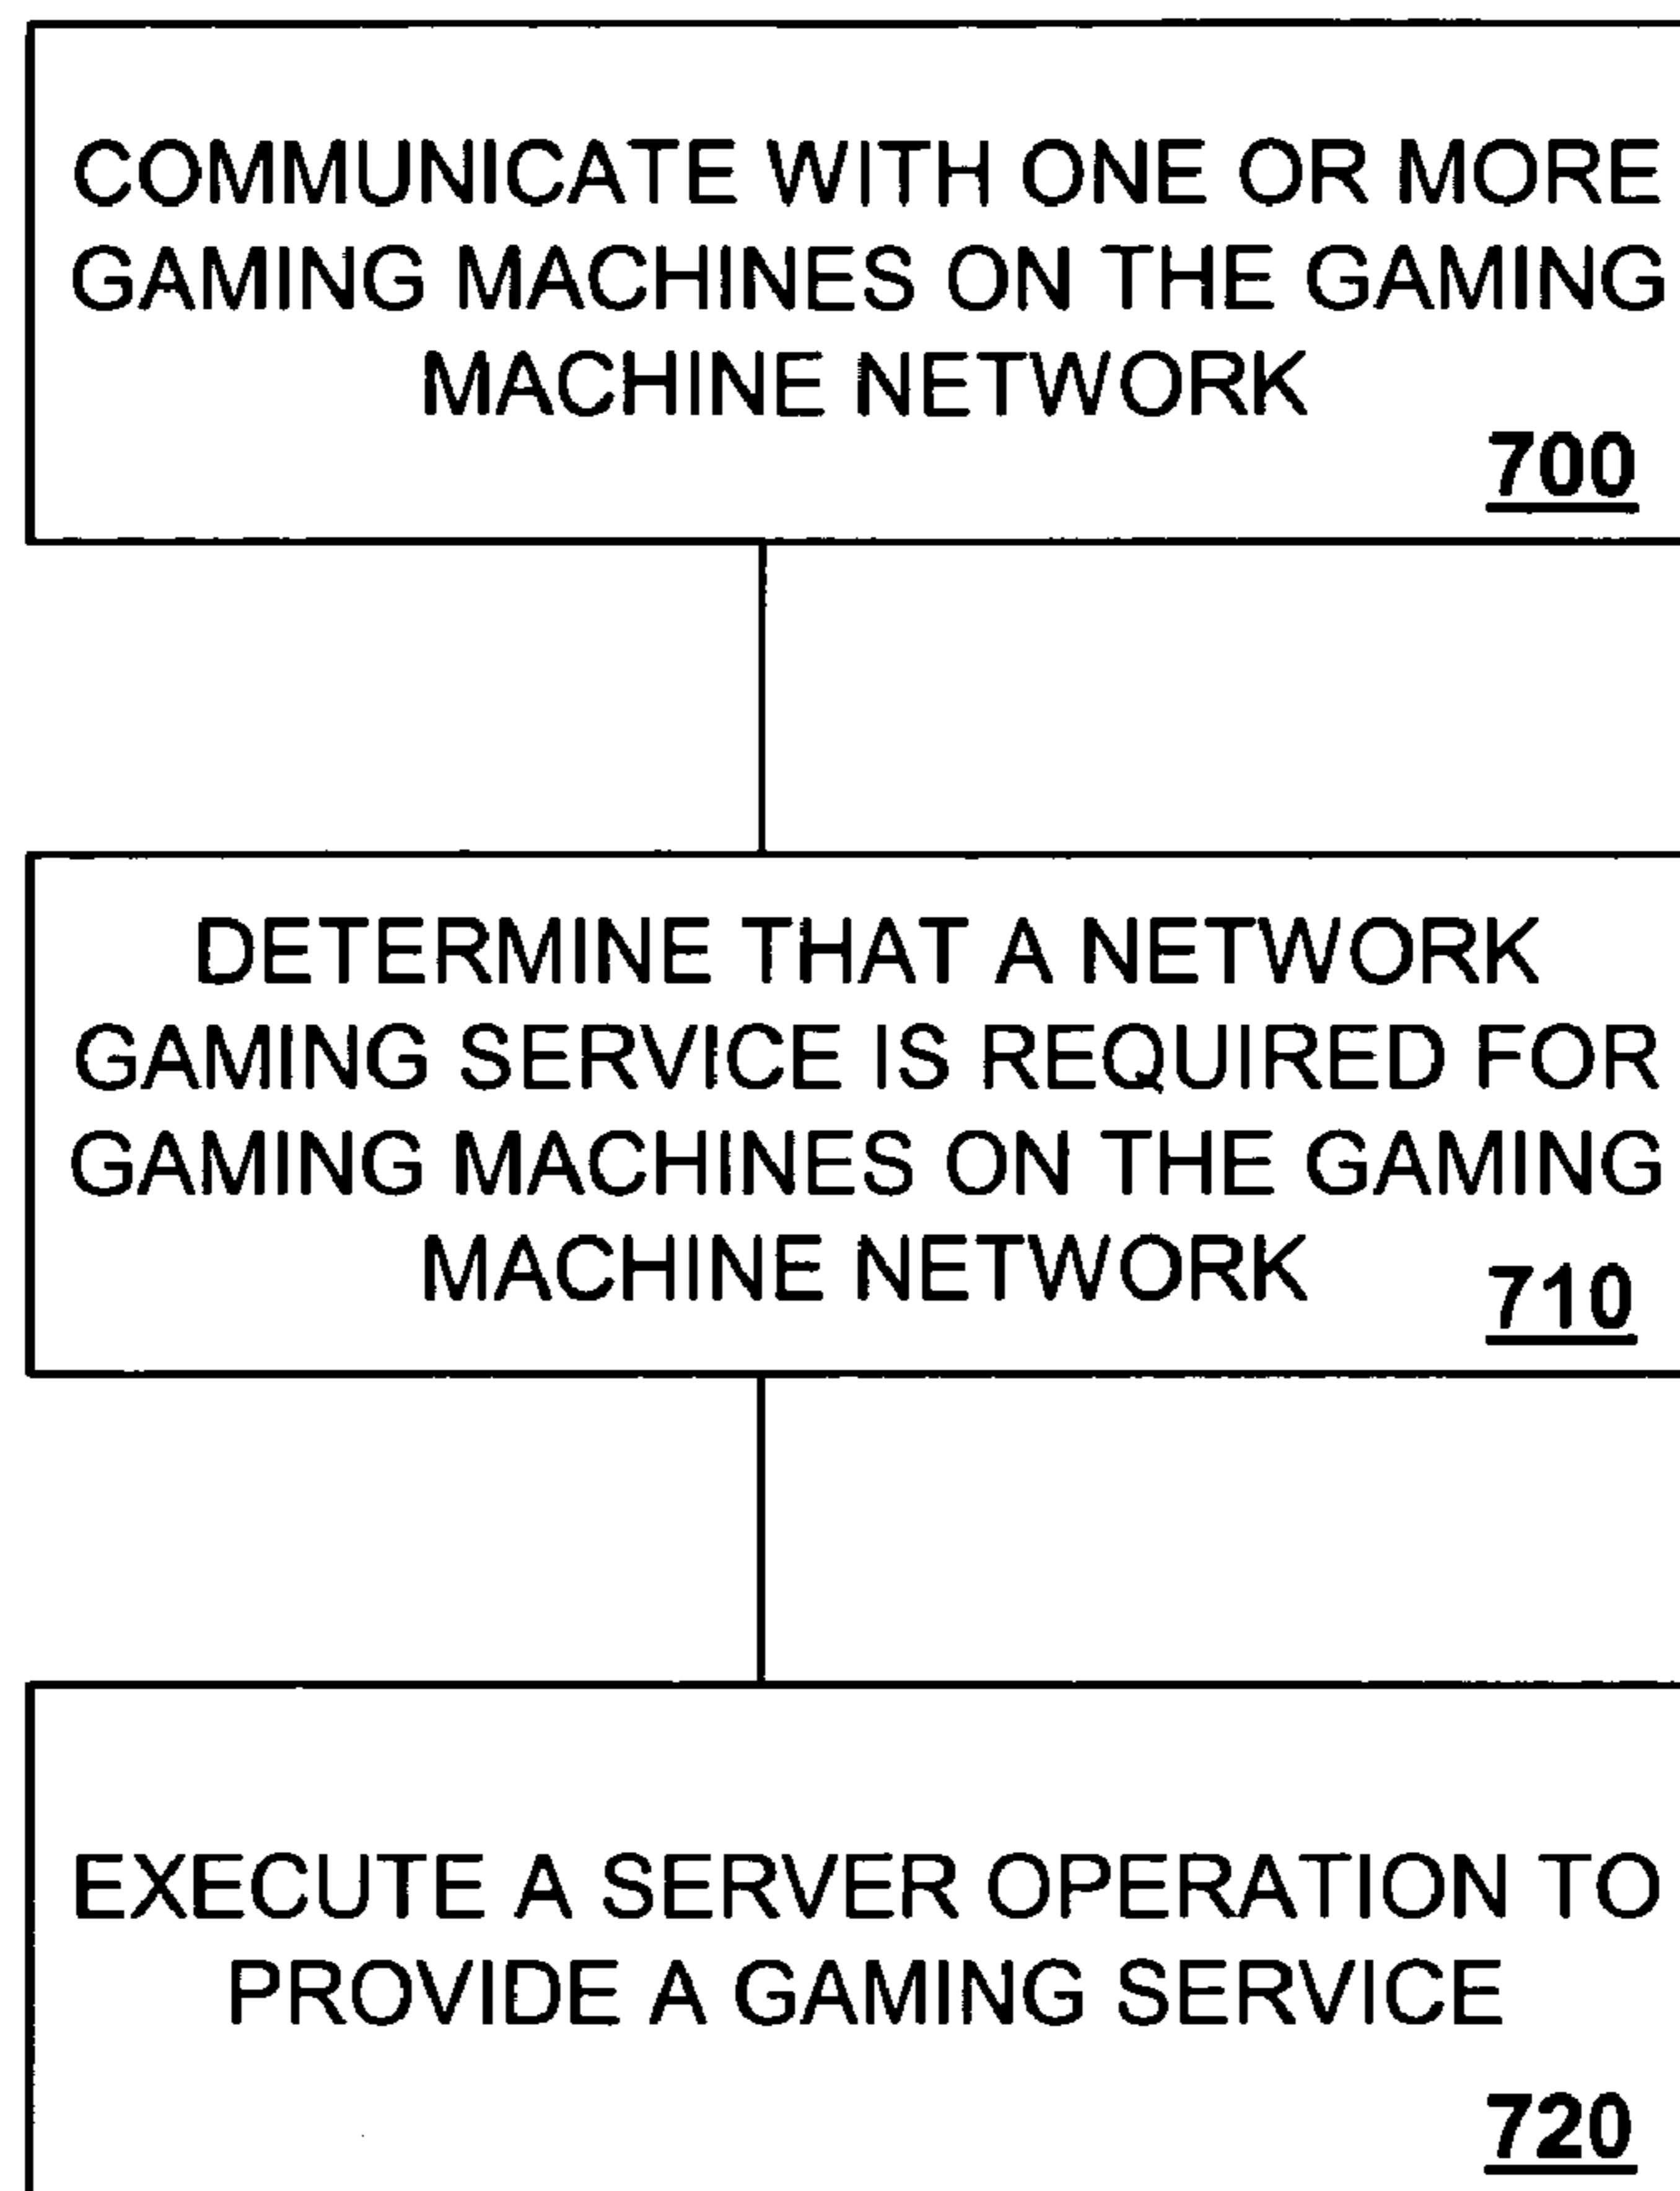 COMMUNICATE WITH ONE OR MORE
GAMING MACHINES ON THE GAMING
MACHINE NETWORK
700
DETERMINE THAT A NETWORK
GAMING SERVICE IS REQUIRED FOR
GAMING MACHINES ON THE GAMING
MACHINE NETWORK
710
EXECUTE A SERVER OPERATION TO
PROVIDE A GAMING SERVICE
720